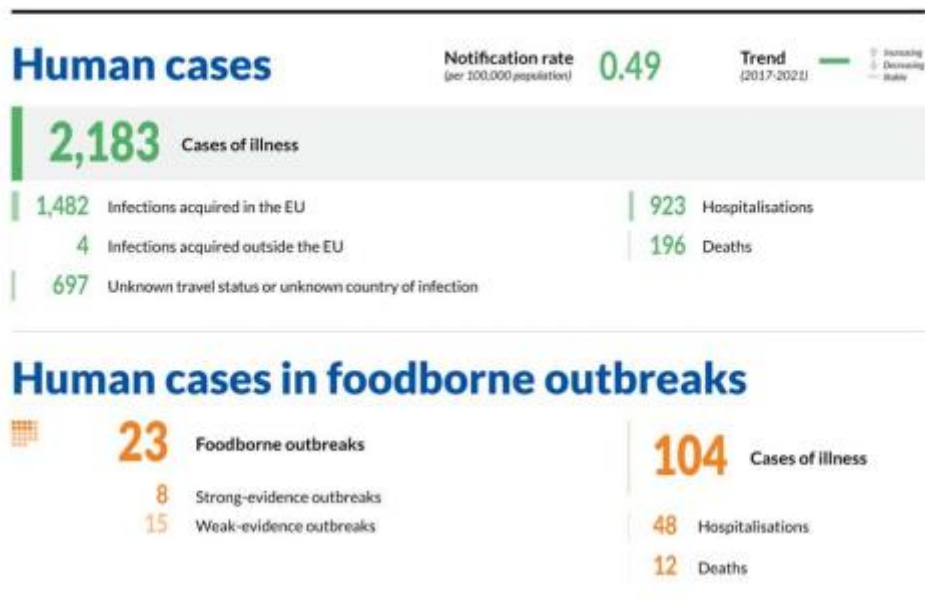 Human cases
Notification rate
(per 100,000 population)
0.49
Trend
(2017-2021)
Increasing
Decreasing
Stable
2,183 Cases of illness
1,482 Infections acquired in the EU
4 Infections acquired outside the EU
697 Unknown travel status or unknown country of infection
923 Hospitalisations
196 Deaths
Human cases in foodborne outbreaks
23 Foodborne outbreaks
8 Strong-evidence outbreaks
15 Weak-evidence outbreaks
104 Cases of illness
48 Hospitalisations
12 Deaths